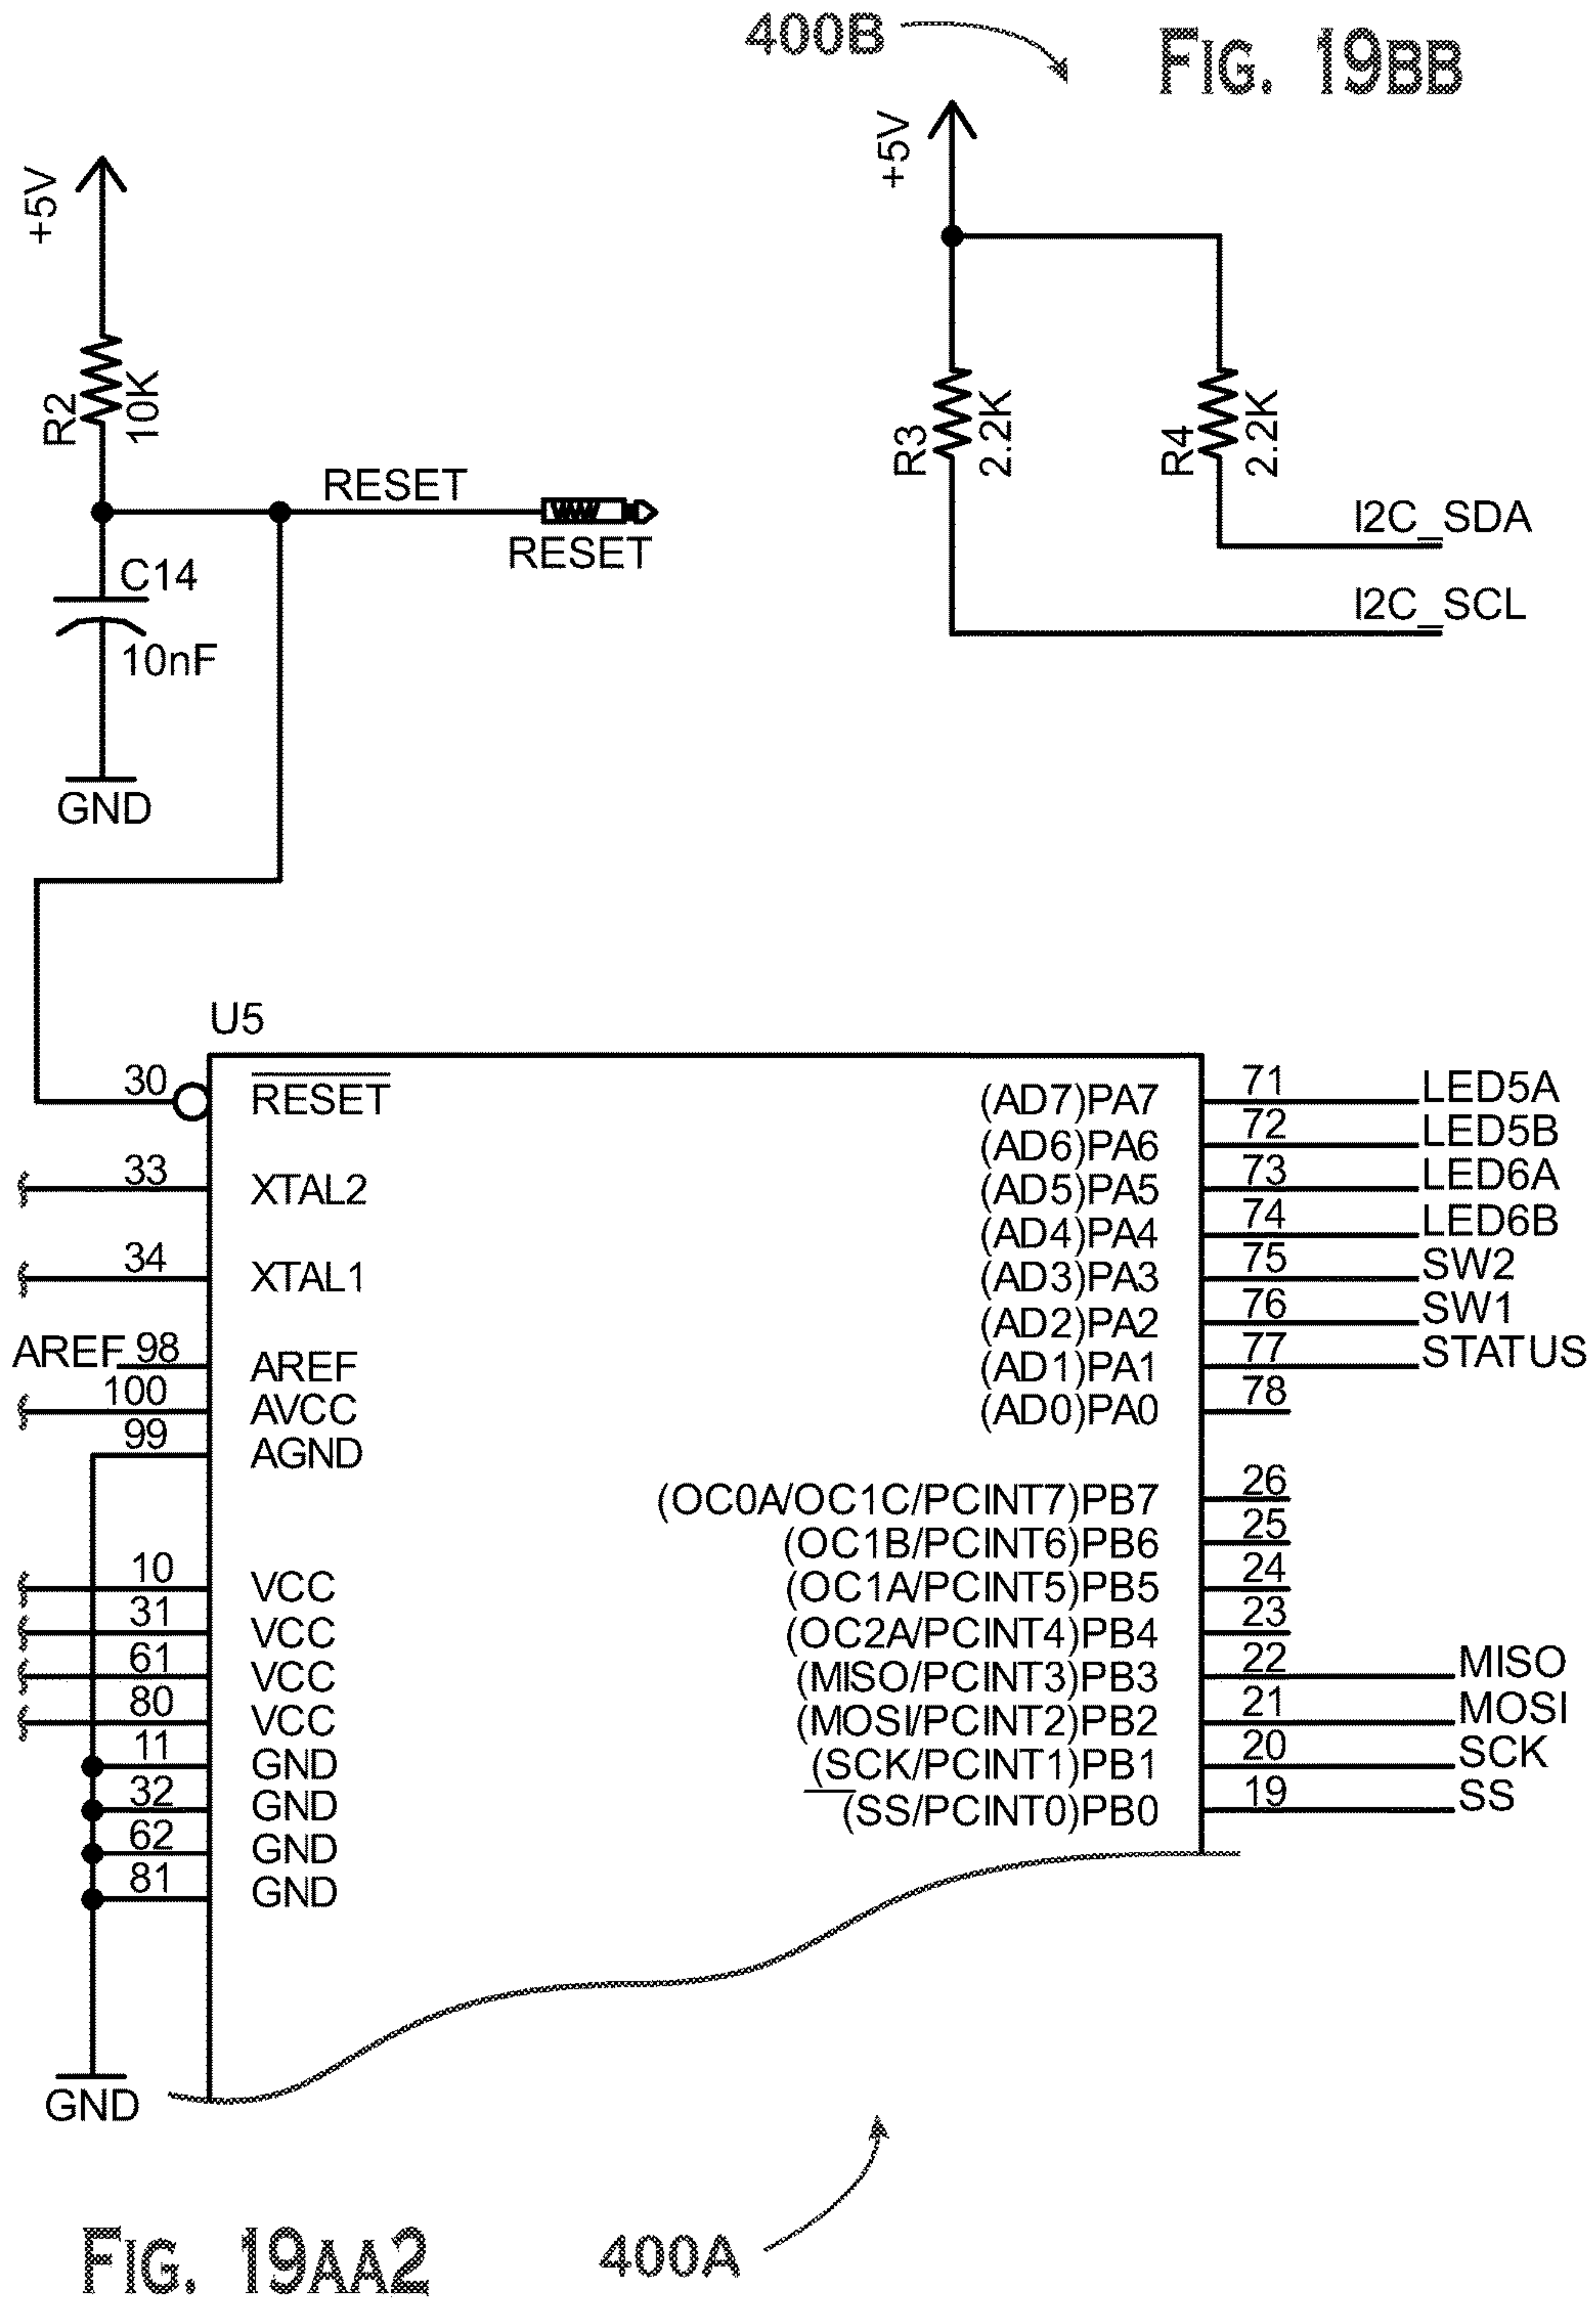 400B
FIG. 19BB
+5V
R2
10K
RESET
RESET
C14
10nF
GND
+5V
R3
2.2K
R4
2.2K
I2C_SDA
I2C_SCL
U5
30 RESET
33 XTAL2
34 XTAL1
AREF 98 AREF
100 AVCC
99 AGND
10 VCC
31 VCC
61 VCC
80 VCC
11 GND
32 GND
62 GND
81 GND
GND
(AD7)PA7 71 LED5A
(AD6)PA6 72 LED5B
(AD5)PA5 73 LED6A
(AD4)PA4 74 LED6B
(AD3)PA3 75 SW2
(AD2)PA2 76 SW1
(AD1)PA1 77 STATUS
(AD0)PA0 78
(OC0A/OC1C/PCINT7)PB7 26
(OC1B/PCINT6)PB6 25
(OC1A/PCINT5)PB5 24
(OC2A/PCINT4)PB4 23
(MISO/PCINT3)PB3 22 MISO
(MOSI/PCINT2)PB2 21 MOSI
(SCK/PCINT1)PB1 20 SCK
(SS/PCINT0)PB0 19 SS
FIG. 19AA2
400A